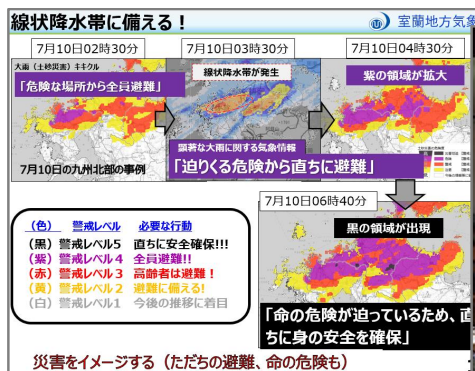 線状降水帯に備える！
室蘭地方気象
7月10日02時30分
7月10日03時30分
7月10日04時30分
大雨（土砂災害）キキクル
「危険な場所から全員避難」
線状降水帯が発生
紫の領域が拡大
顕著な大雨に関する気象情報
「迫りくる危険から直ちに避難」
7月10日の九州北部の事例
7月10日06時40分
黒の領域が出現
（色） 警戒レベル 必要な行動
（黒）警戒レベル5 直ちに安全確保!!!
（紫）警戒レベル４ 全員避難!!
（赤）警戒レベル３ 高齢者は避難！
（黄）警戒レベル２ 避難に備える！
（白）警戒レベル1 今後の推移に着目
「命の危険が迫っているため、直
ちに身の安全を確保」
災害をイメージする（ただちの避難、命の危険も）